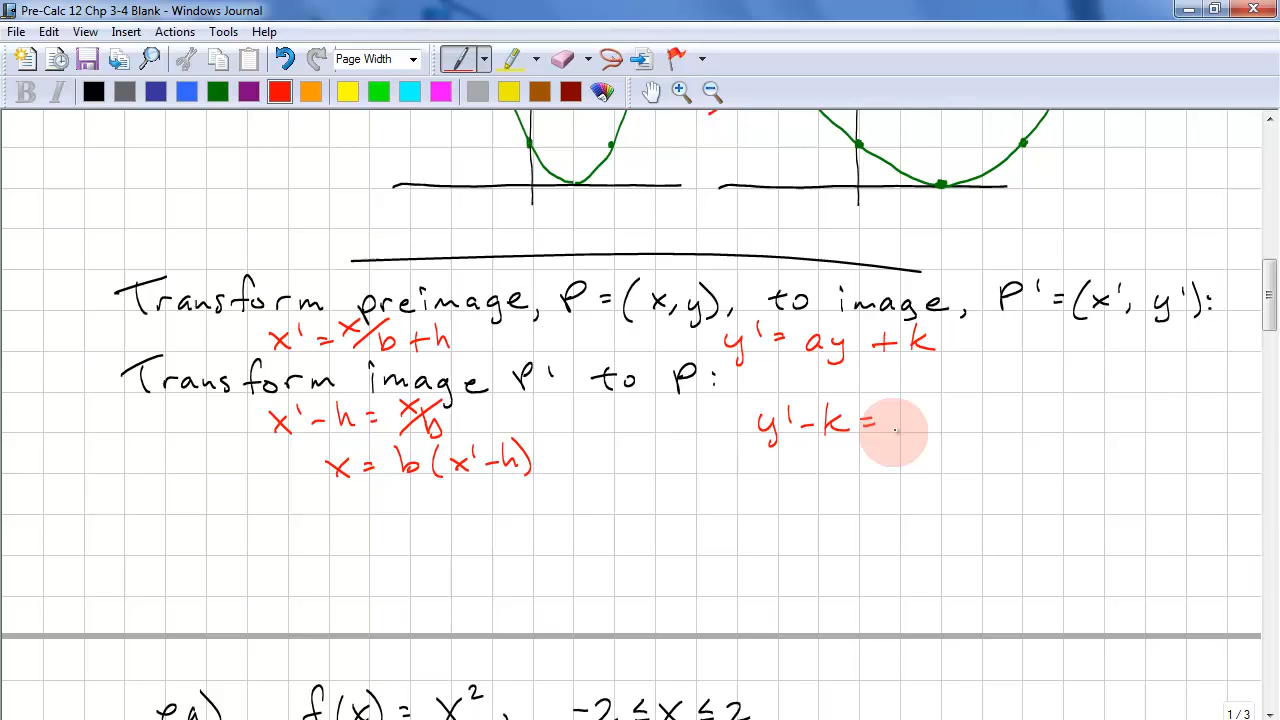 Pre-Calc 12 Chp 3-4 Blank - Windows Journal
File Edit View Insert Actions Tools Help
Page Width
B I
Transform preimage, P=(x,y), to image, P'=(x', y'):
x' = x/b + h y' = ay + k
Transform image P' to P:
x' - h = x/b y' - k =
x = b(x' - h)
eg) f(x) = x², -2 ≤ x ≤ 2
1/3